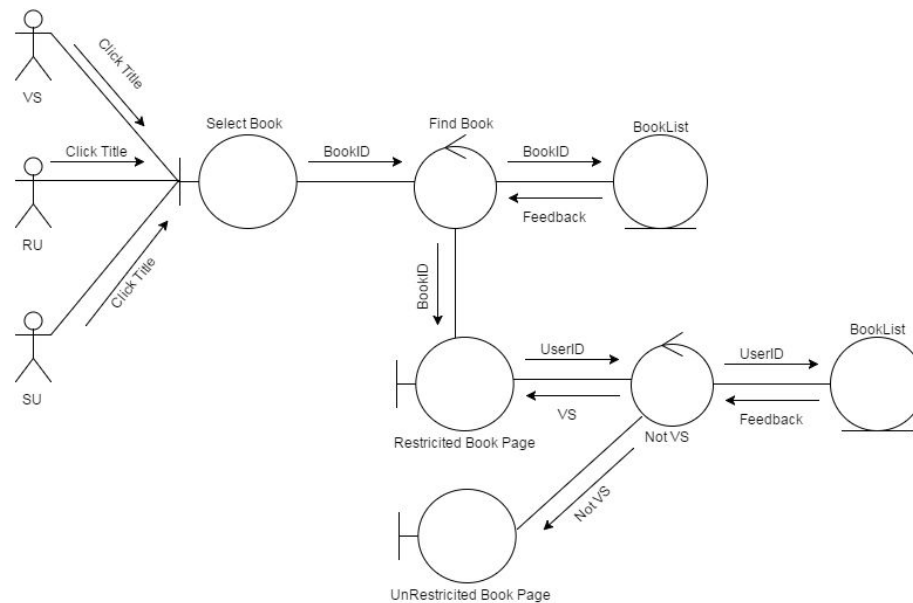 Click Title
VS
Click Title
RU
Click Title
SU
Select Book
BookID
Find Book
BookID
Feedback
BookList
BookID
Restricited Book Page
UserID
VS
Not VS
UserID
Feedback
BookList
Not VS
UnRestricited Book Page